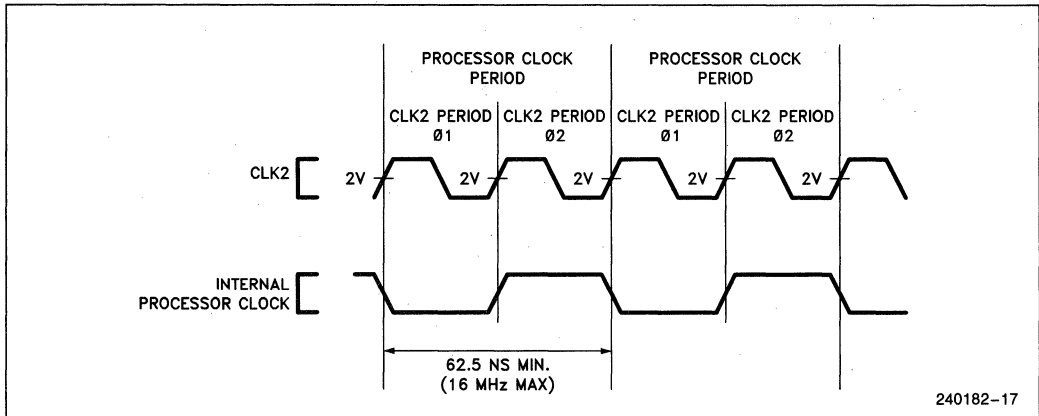 PROCESSOR CLOCK
PERIOD
PROCESSOR CLOCK
PERIOD
CLK2 PERIOD
Ø1
CLK2 PERIOD
Ø2
CLK2 PERIOD
Ø1
CLK2 PERIOD
Ø2
CLK2
2V
2V
2V
2V
2V
INTERNAL
PROCESSOR CLOCK
62.5 NS MIN.
(16 MHz MAX)
240182-17